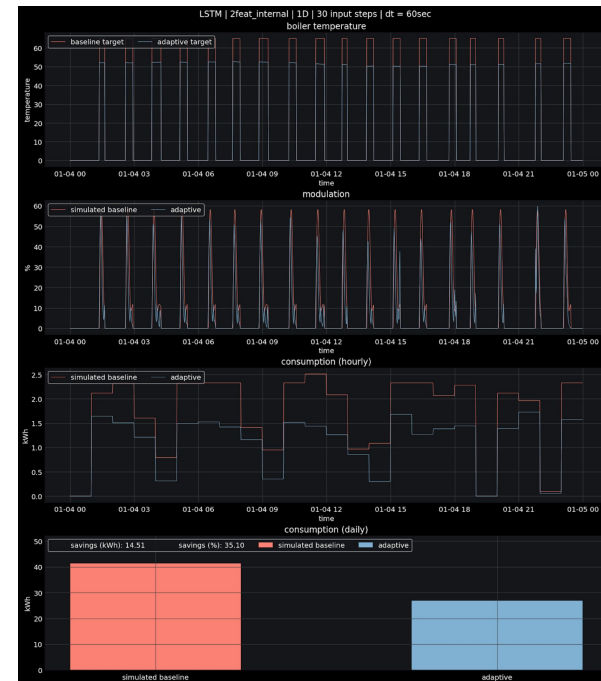 LSTM | 2feat_internal | 1D | 30 input steps | dt = 60sec
boiler temperature
baseline target
adaptive target
temperature
60
50
40
30
20
10
0
01-04 00 01-04 03 01-04 06 01-04 09 01-04 12 01-04 15 01-04 18 01-04 21 01-05 00
time
modulation
simulated baseline
adaptive
%
60
50
40
30
20
10
0
01-04 00 01-04 03 01-04 06 01-04 09 01-04 12 01-04 15 01-04 18 01-04 21 01-05 00
time
consumption (hourly)
simulated baseline
adaptive
kWh
2.5
2.0
1.5
1.0
0.5
0.0
01-04 00 01-04 03 01-04 06 01-04 09 01-04 12 01-04 15 01-04 18 01-04 21 01-05 00
time
consumption (daily)
savings (kWh): 14.51
savings (%): 35.10
simulated baseline
adaptive
kWh
50
40
30
20
10
0
simulated baseline
adaptive